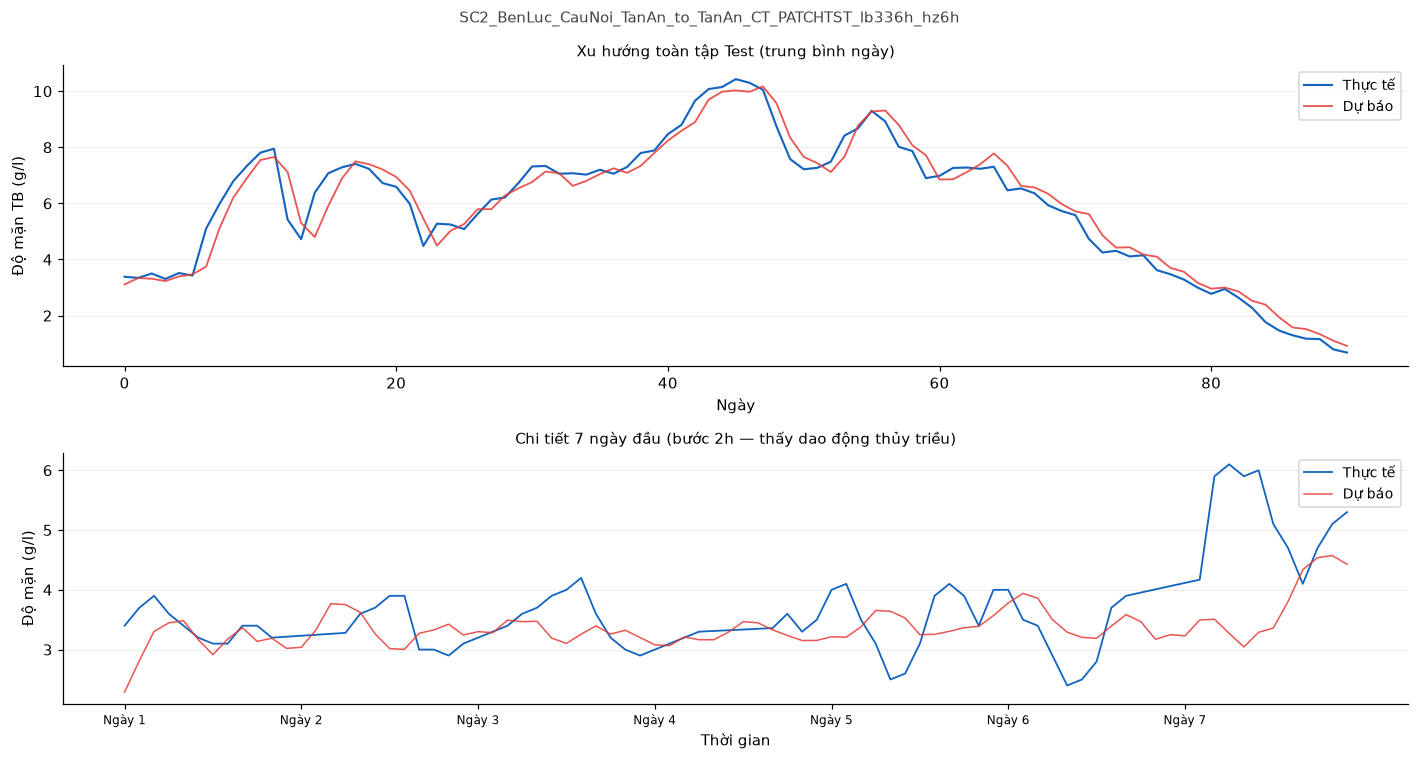 SC2_BenLuc_CauNoi_TanAn_to_TanAn_CT_PATCHTST_lb336h_hz6h
Xu hướng toàn tập Test (trung bình ngày)
Thực tế
Dự báo
Độ mặn TB (g/l)
10
8
6
4
2
0 20 40 60 80
Ngày
Chi tiết 7 ngày đầu (bước 2h — thấy dao động thủy triều)
Thực tế
Dự báo
Độ mặn (g/l)
6
5
4
3
Ngày 1 Ngày 2 Ngày 3 Ngày 4 Ngày 5 Ngày 6 Ngày 7
Thời gian